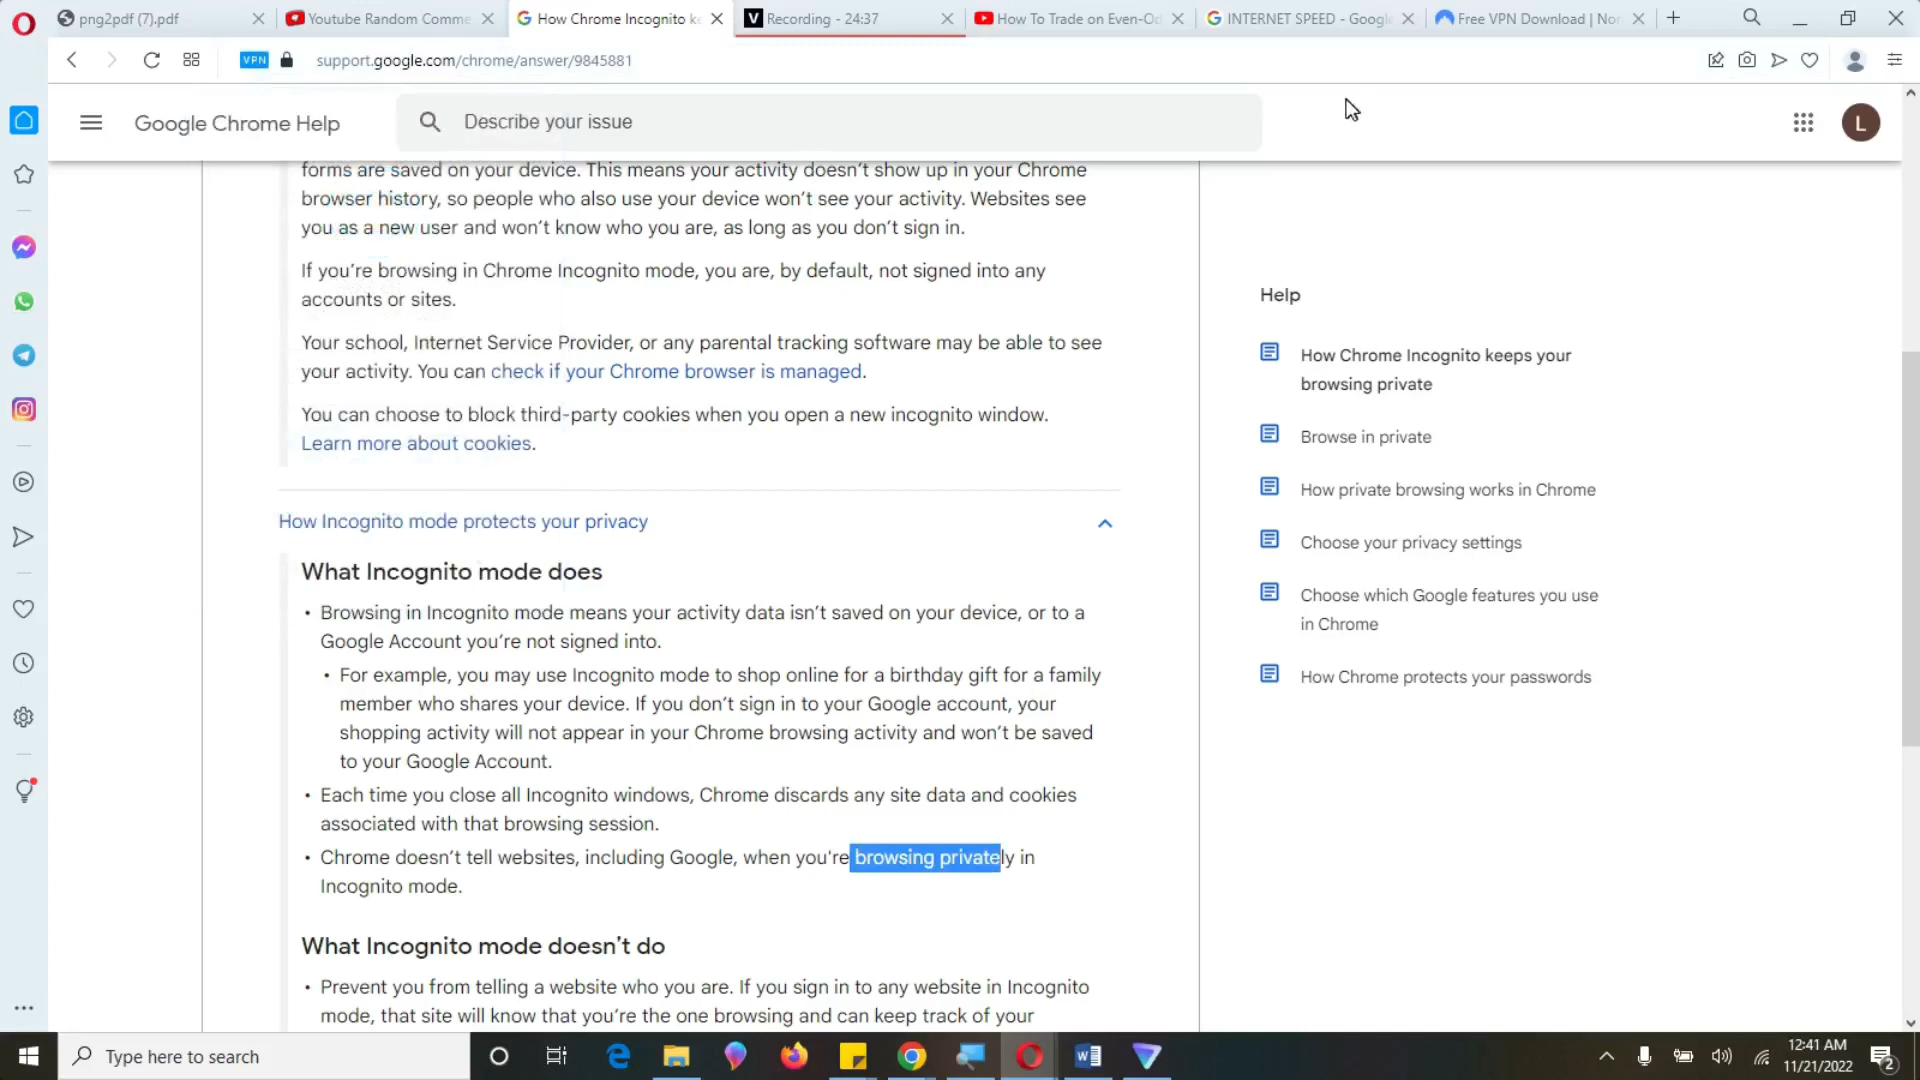 png2pdf (7).pdf
Youtube Random Comme
How Chrome Incognito ke
Recording - 24:37
How To Trade on Even-Od
INTERNET SPEED - Google
Free VPN Download | Nor
VPN
support.google.com/chrome/answer/9845881
Google Chrome Help
Describe your issue
L
forms are saved on your device. This means your activity doesn't show up in your Chrome
browser history, so people who also use your device won't see your activity. Websites see
you as a new user and won't know who you are, as long as you don't sign in.
If you're browsing in Chrome Incognito mode, you are, by default, not signed into any
accounts or sites.
Your school, Internet Service Provider, or any parental tracking software may be able to see
your activity. You can check if your Chrome browser is managed.
You can choose to block third-party cookies when you open a new incognito window.
Learn more about cookies.
How Incognito mode protects your privacy
What Incognito mode does
• Browsing in Incognito mode means your activity data isn't saved on your device, or to a
Google Account you're not signed into.
• For example, you may use Incognito mode to shop online for a birthday gift for a family
member who shares your device. If you don't sign in to your Google account, your
shopping activity will not appear in your Chrome browsing activity and won't be saved
to your Google Account.
• Each time you close all Incognito windows, Chrome discards any site data and cookies
associated with that browsing session.
• Chrome doesn't tell websites, including Google, when you're browsing privately in
Incognito mode.
What Incognito mode doesn't do
• Prevent you from telling a website who you are. If you sign in to any website in Incognito
mode, that site will know that you're the one browsing and can keep track of your
Help
How Chrome Incognito keeps your
browsing private
Browse in private
How private browsing works in Chrome
Choose your privacy settings
Choose which Google features you use
in Chrome
How Chrome protects your passwords
Type here to search
12:41 AM
11/21/2022
2